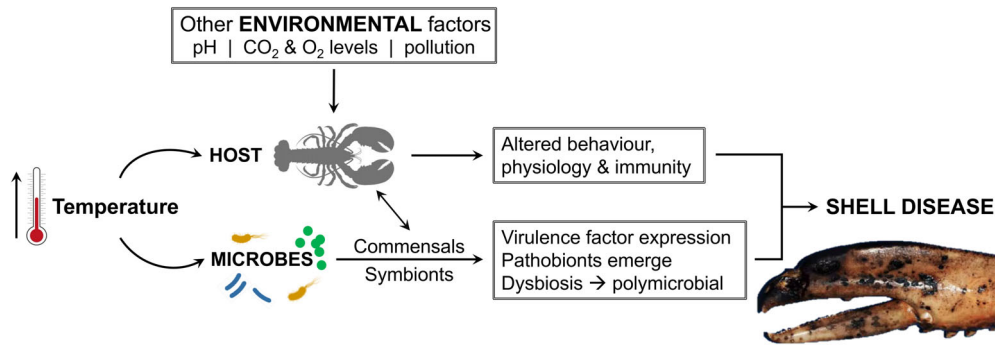 Other ENVIRONMENTAL factors
pH | CO₂ & O₂ levels | pollution
HOST
Altered behaviour,
physiology & immunity
Temperature
SHELL DISEASE
MICROBES
Commensals
Symbionts
Virulence factor expression
Pathobionts emerge
Dysbiosis → polymicrobial